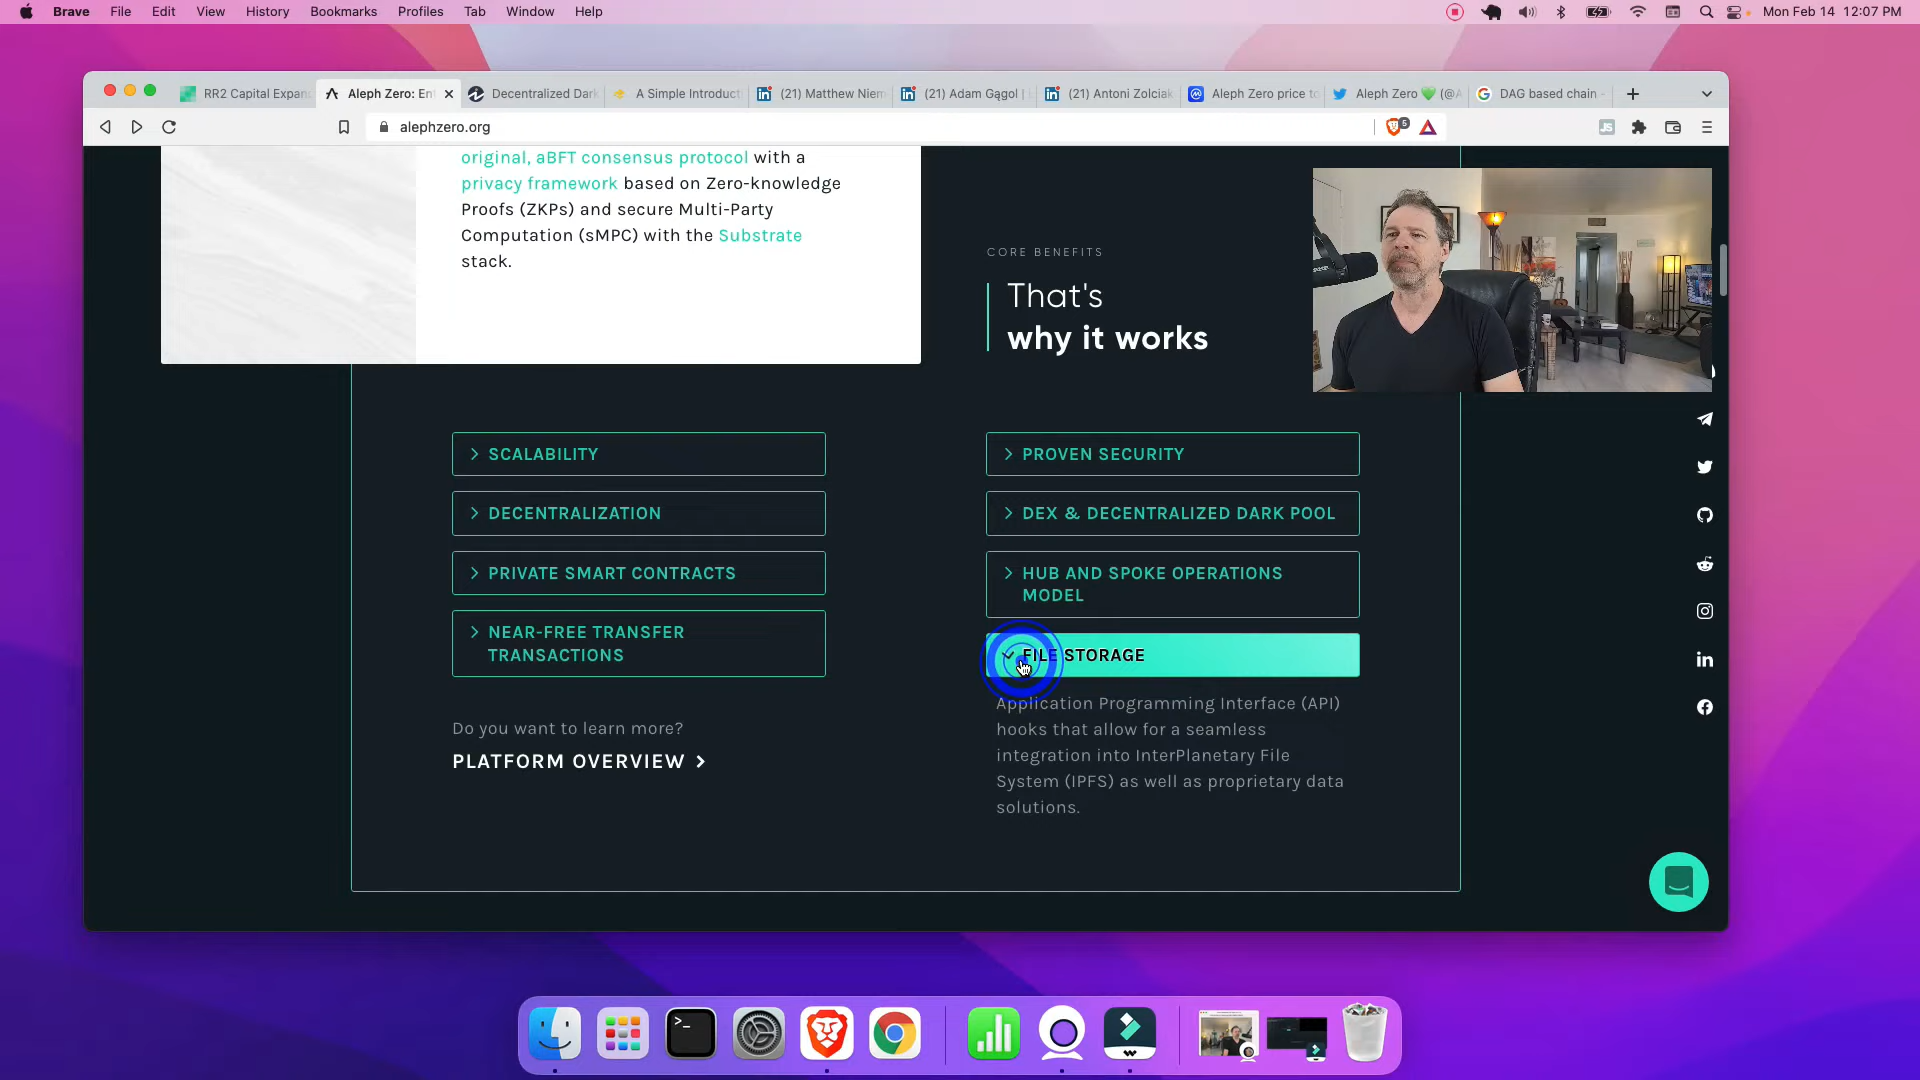 Brave File Edit View History Bookmarks Profiles Tab Window Help Mon Feb 14 12:07 PM
RR2 Capital Expan Aleph Zero: En Decentralized Dark A Simple Introduct (21) Matthew Niem (21) Adam Gągol | (21) Antoni Zolciak Aleph Zero price to Aleph Zero 💚 (@A DAG based chain -
alephzero.org 5 JS
original, aBFT consensus protocol with a
privacy framework based on Zero-knowledge
Proofs (ZKPs) and secure Multi-Party
Computation (sMPC) with the Substrate
stack.
CORE BENEFITS
That's
why it works
SCALABILITY
DECENTRALIZATION
PRIVATE SMART CONTRACTS
NEAR-FREE TRANSFER
TRANSACTIONS
Do you want to learn more?
PLATFORM OVERVIEW
PROVEN SECURITY
DEX & DECENTRALIZED DARK POOL
HUB AND SPOKE OPERATIONS
MODEL
FILE STORAGE
Application Programming Interface (API)
hooks that allow for a seamless
integration into InterPlanetary File
System (IPFS) as well as proprietary data
solutions.